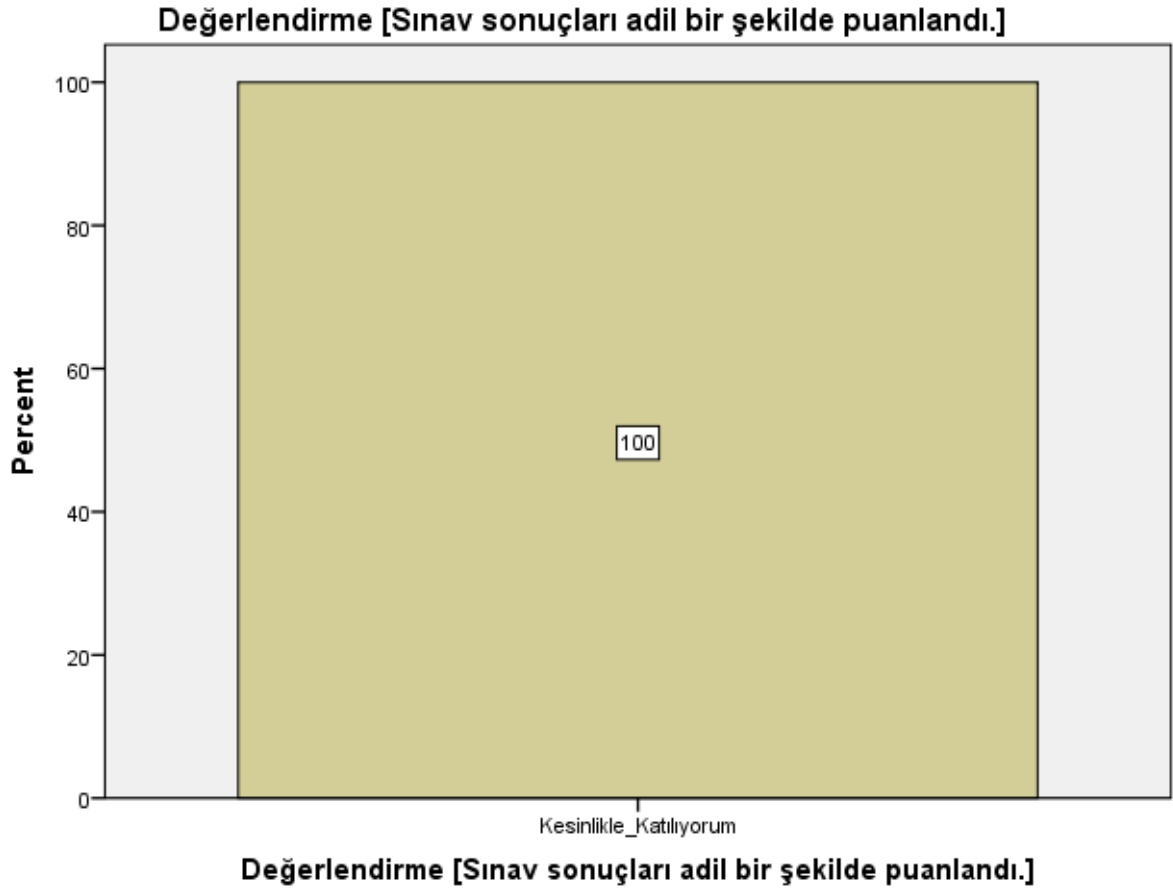 Değerlendirme [Sınav sonuçları adil bir şekilde puanlandı.]
100
80
60
40
20
0
Percent
100
Kesinlikle_Katılıyorum
Değerlendirme [Sınav sonuçları adil bir şekilde puanlandı.]